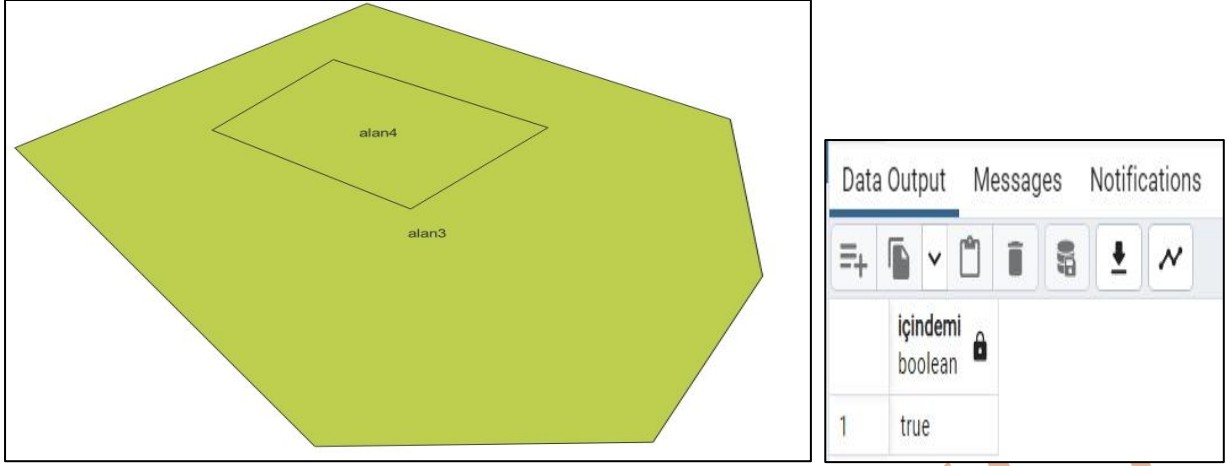 alan4
alan3
Data Output Messages Notifications
içindemi
boolean
1 true